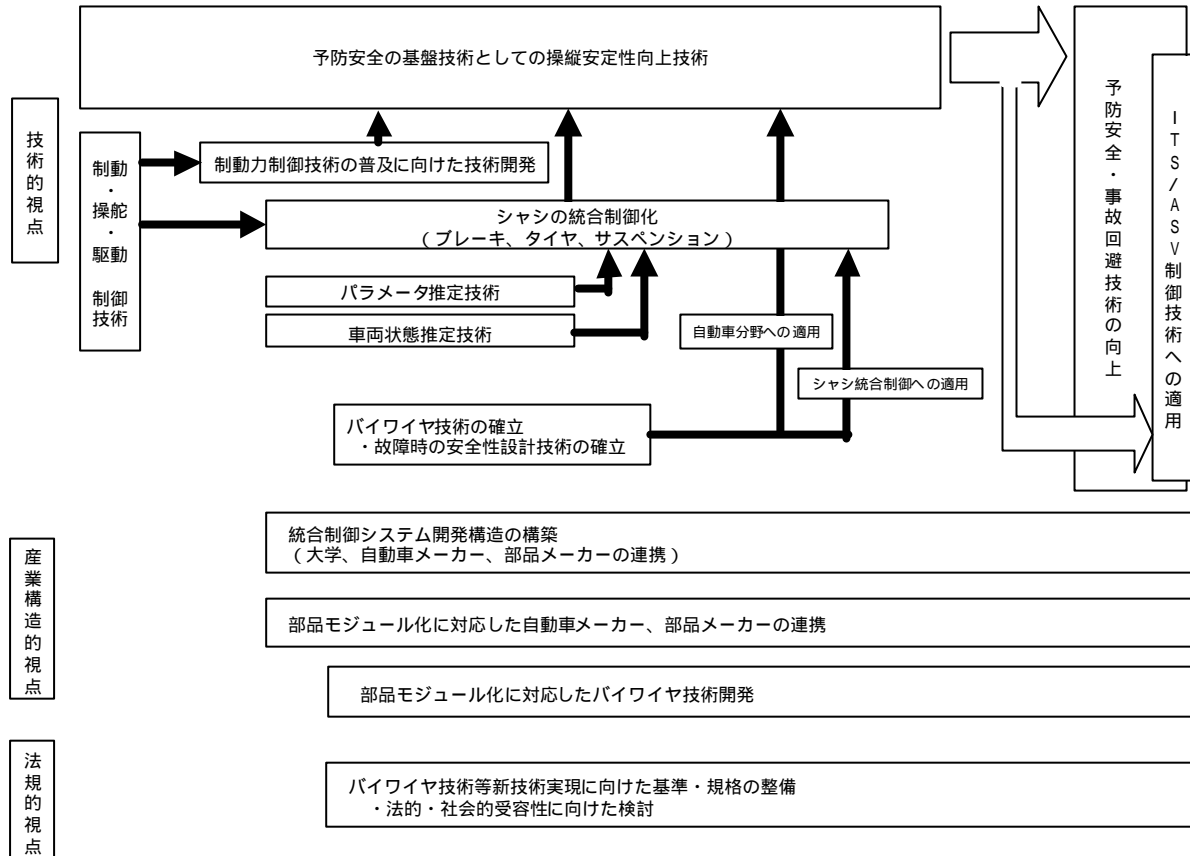 予防安全の基盤技術としての操縦安定性向上技術
技術的視点
制動
・
操舵
・
駆動
制御
技術
制動力制御技術の普及に向けた技術開発
シャシの統合制御化
（ブレーキ、タイヤ、サスペンション）
パラメータ推定技術
車両状態推定技術
自動車分野への適用
シャシ統合制御への適用
バイワイヤ技術の確立
・故障時の安全性設計技術の確立
予防安全・事故回避技術の向上
ITS/ASV制御技術への適用
産業構造的視点
統合制御システム開発構造の構築
（大学、自動車メーカー、部品メーカーの連携）
部品モジュール化に対応した自動車メーカー、部品メーカーの連携
部品モジュール化に対応したバイワイヤ技術開発
法規的視点
バイワイヤ技術等新技術実現に向けた基準・規格の整備
・法的・社会的受容性に向けた検討